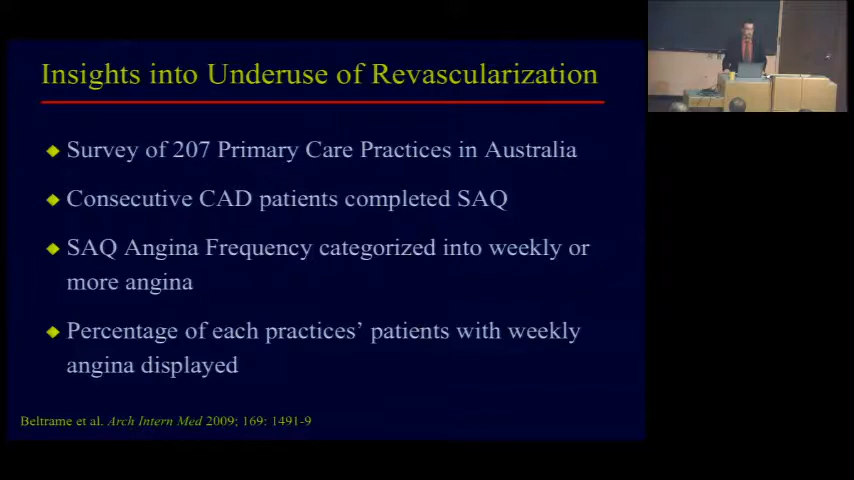 Insights into Underuse of Revascularization
Survey of 207 Primary Care Practices in Australia
Consecutive CAD patients completed SAQ
SAQ Angina Frequency categorized into weekly or
more angina
Percentage of each practices’ patients with weekly
angina displayed
Beltrame et al. Arch Intern Med 2009; 169: 1491-9